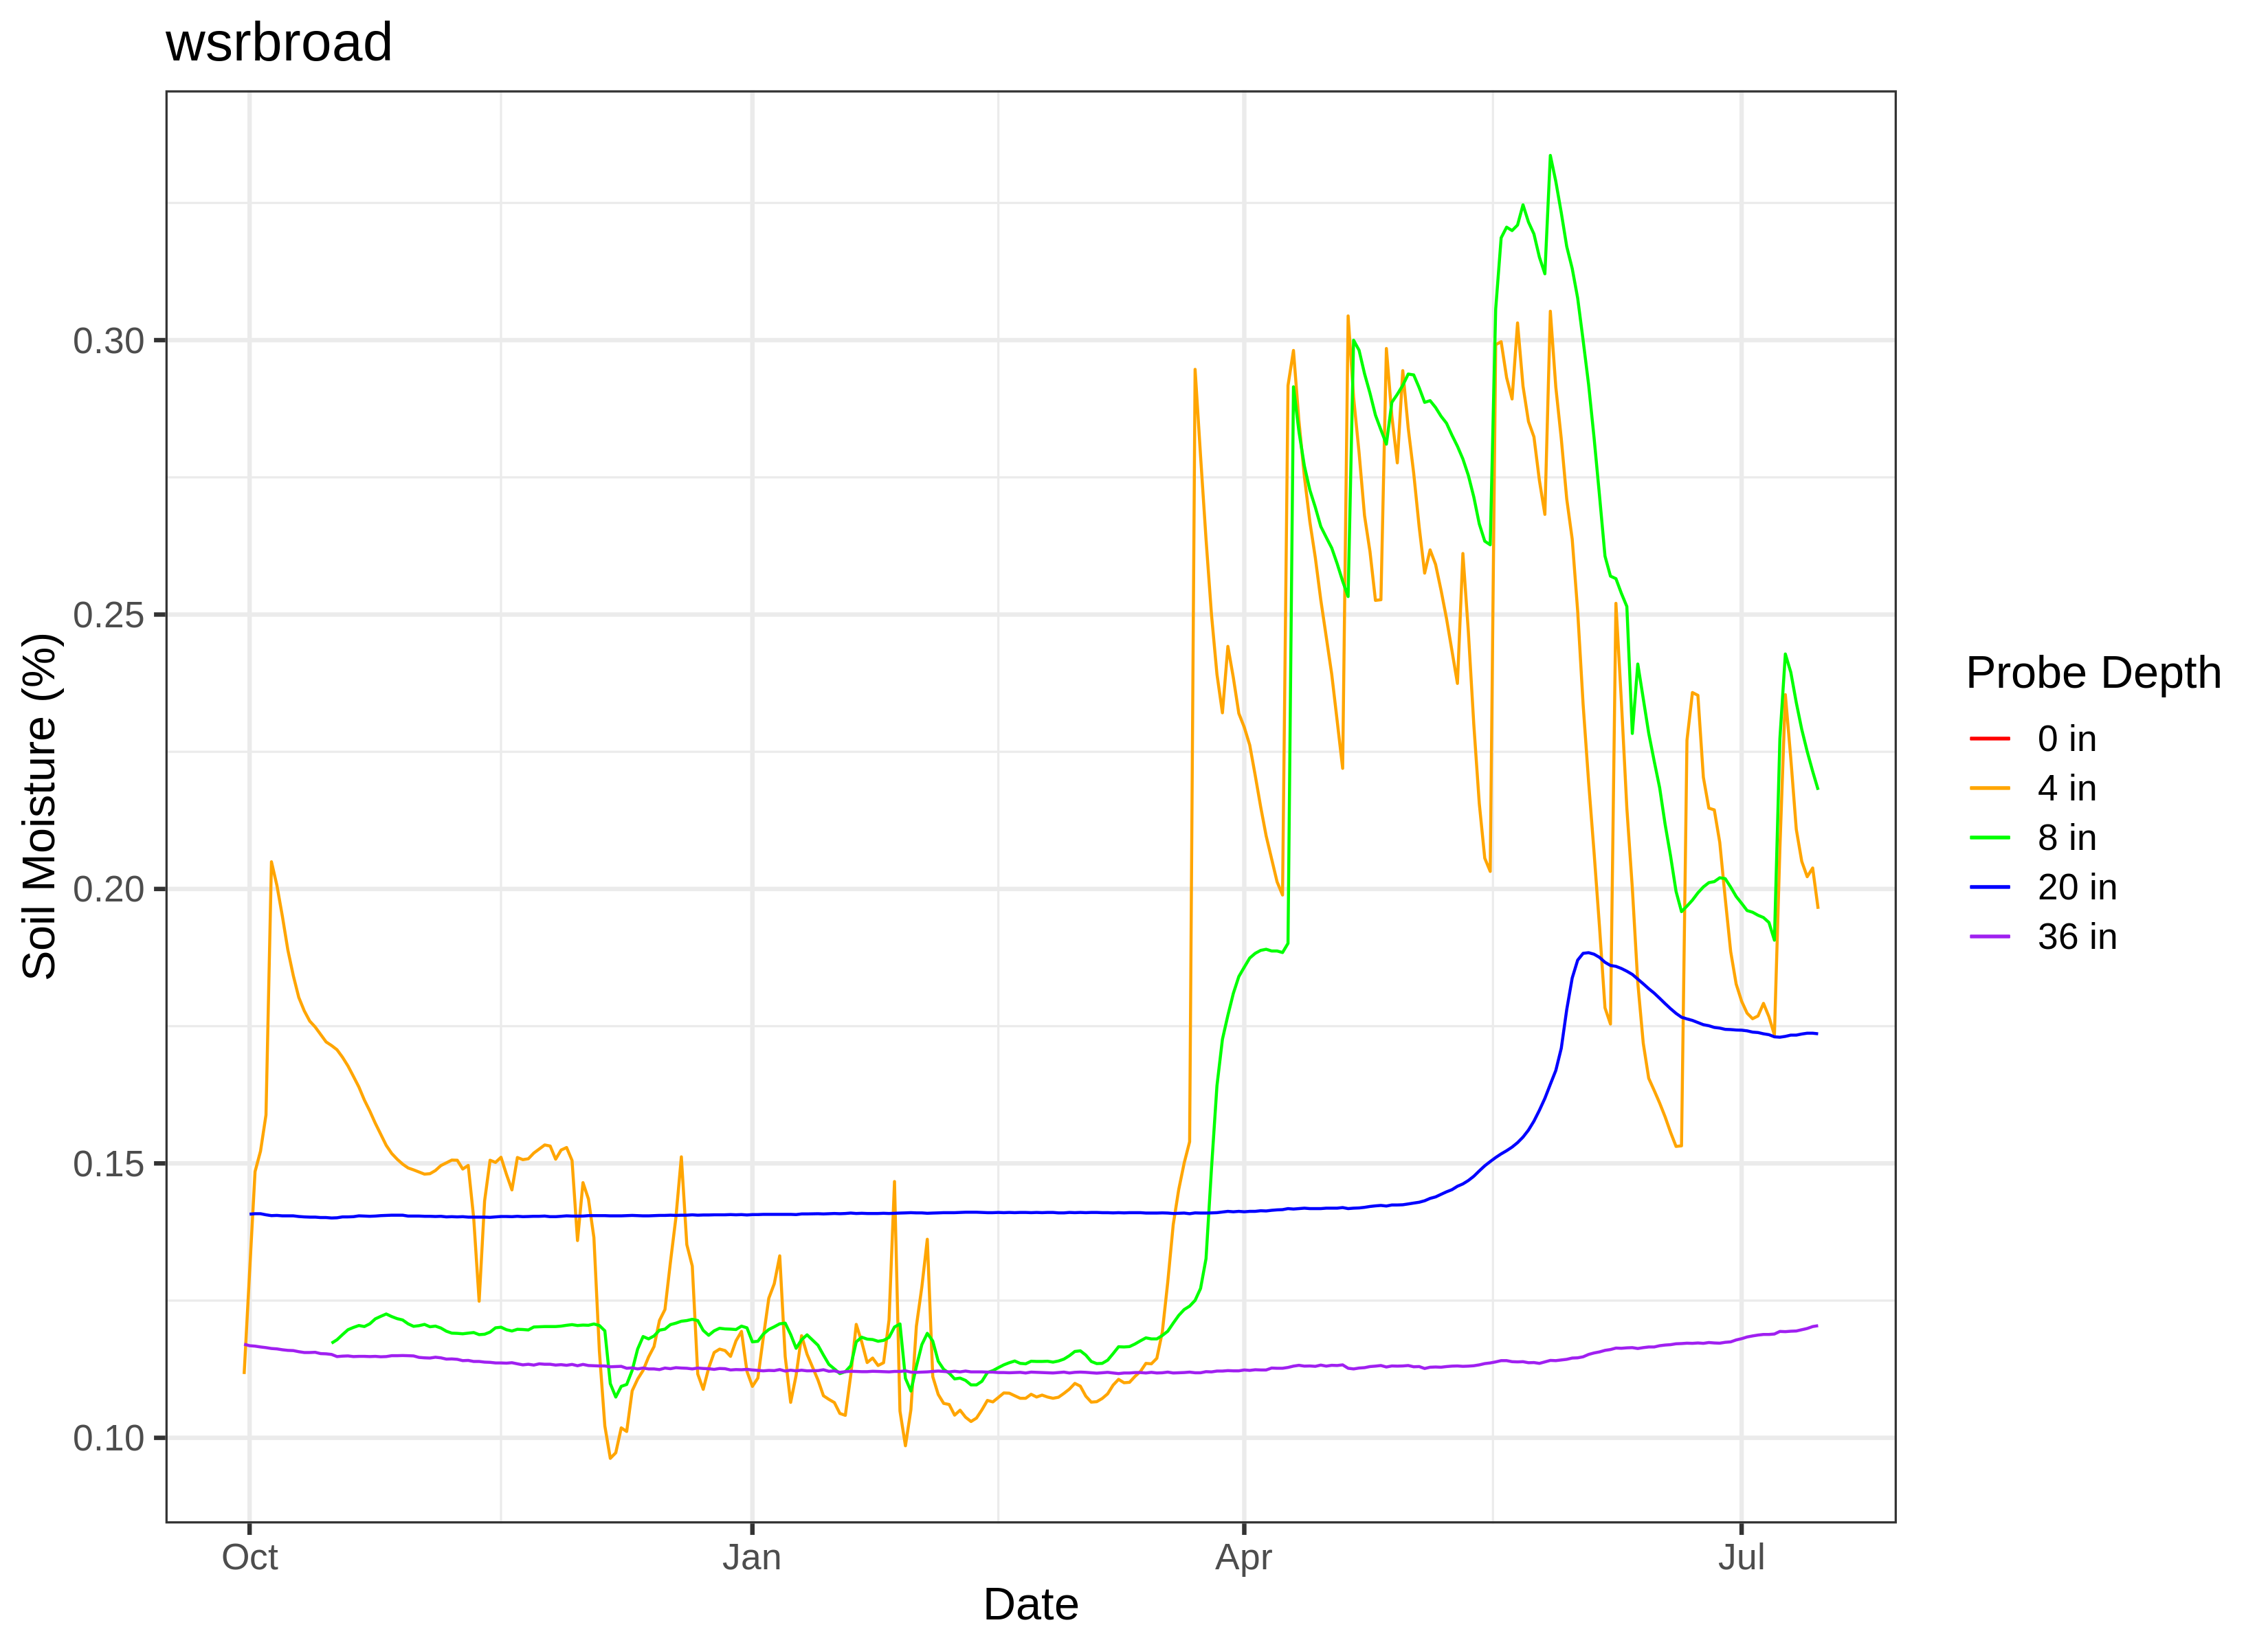 wsrbroad
Soil Moisture (%)
0.30
0.25
0.20
0.15
0.10
Oct
Jan
Apr
Jul
Date
Probe Depth
0 in
4 in
8 in
20 in
36 in